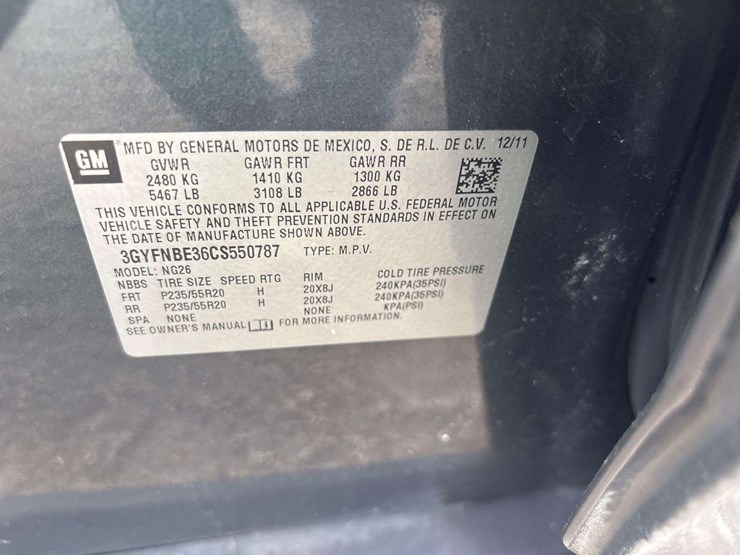 GM
MFD BY GENERAL MOTORS DE MEXICO, S. DE R.L. DE C.V. 12/11
GVWR GAWR FRT GAWR RR
2480 KG 1410 KG 1300 KG
5467 LB 3108 LB 2866 LB
THIS VEHICLE CONFORMS TO ALL APPLICABLE U.S. FEDERAL MOTOR
VEHICLE SAFETY AND THEFT PREVENTION STANDARDS IN EFFECT ON
THE DATE OF MANUFACTURE SHOWN ABOVE.
3GYFNBE36CS550787 TYPE: M.P.V.
MODEL: NG26
NBBS TIRE SIZE SPEED RTG RIM COLD TIRE PRESSURE
FRT P235/55R20 H 20X8J 240KPA(35PSI)
RR P235/55R20 H 20X8J 240KPA(35PSI)
SPA NONE NONE KPA(PSI)
SEE OWNER'S MANUAL FOR MORE INFORMATION.